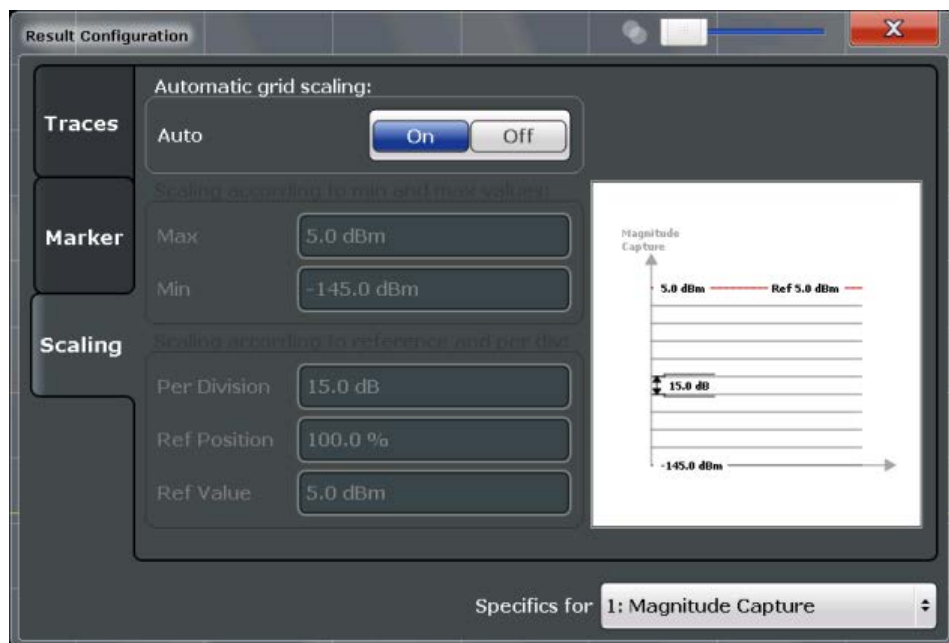 Result Configuration
X
Traces
Marker
Scaling
Automatic grid scaling:
Auto On Off
Scaling according to min and max values:
Max 5.0 dBm
Min -145.0 dBm
Scaling according to reference and per div:
Per Division 15.0 dB
Ref Position 100.0 %
Ref Value 5.0 dBm
Magnitude
Capture
5.0 dBm Ref 5.0 dBm
15.0 dB
-145.0 dBm
Specifics for 1: Magnitude Capture